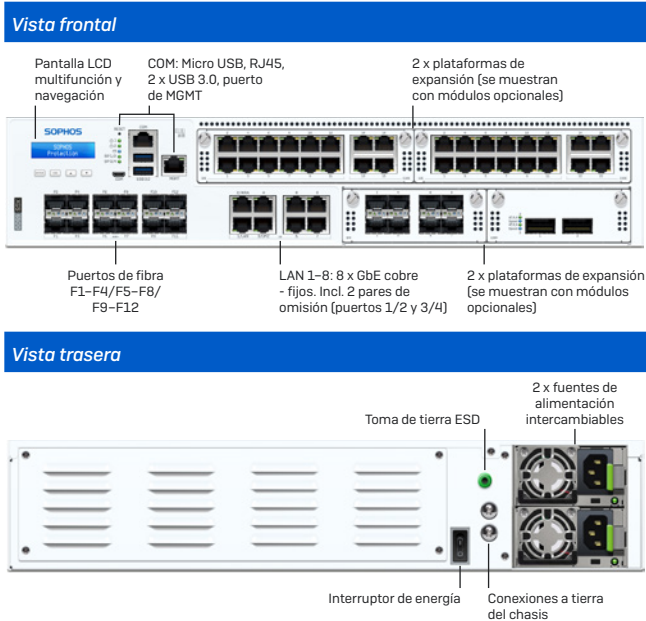 Vista frontal
Pantalla LCD
multifunción y
navegación
COM: Micro USB, RJ45,
2 x USB 3.0, puerto
de MGMT
2 x plataformas de
expansión (se muestran
con módulos opcionales)
SOPHOS
SOPHOS
Protection
Puertos de fibra
F1–F4/F5–F8/
F9–F12
LAN 1–8: 8 x GbE cobre
- fijos. Incl. 2 pares de
omisión (puertos 1/2 y 3/4)
2 x plataformas de expansión
(se muestran con módulos
opcionales)
Vista trasera
Toma de tierra ESD
2 x fuentes de
alimentación
intercambiables
Interruptor de energía
Conexiones a tierra
del chasis